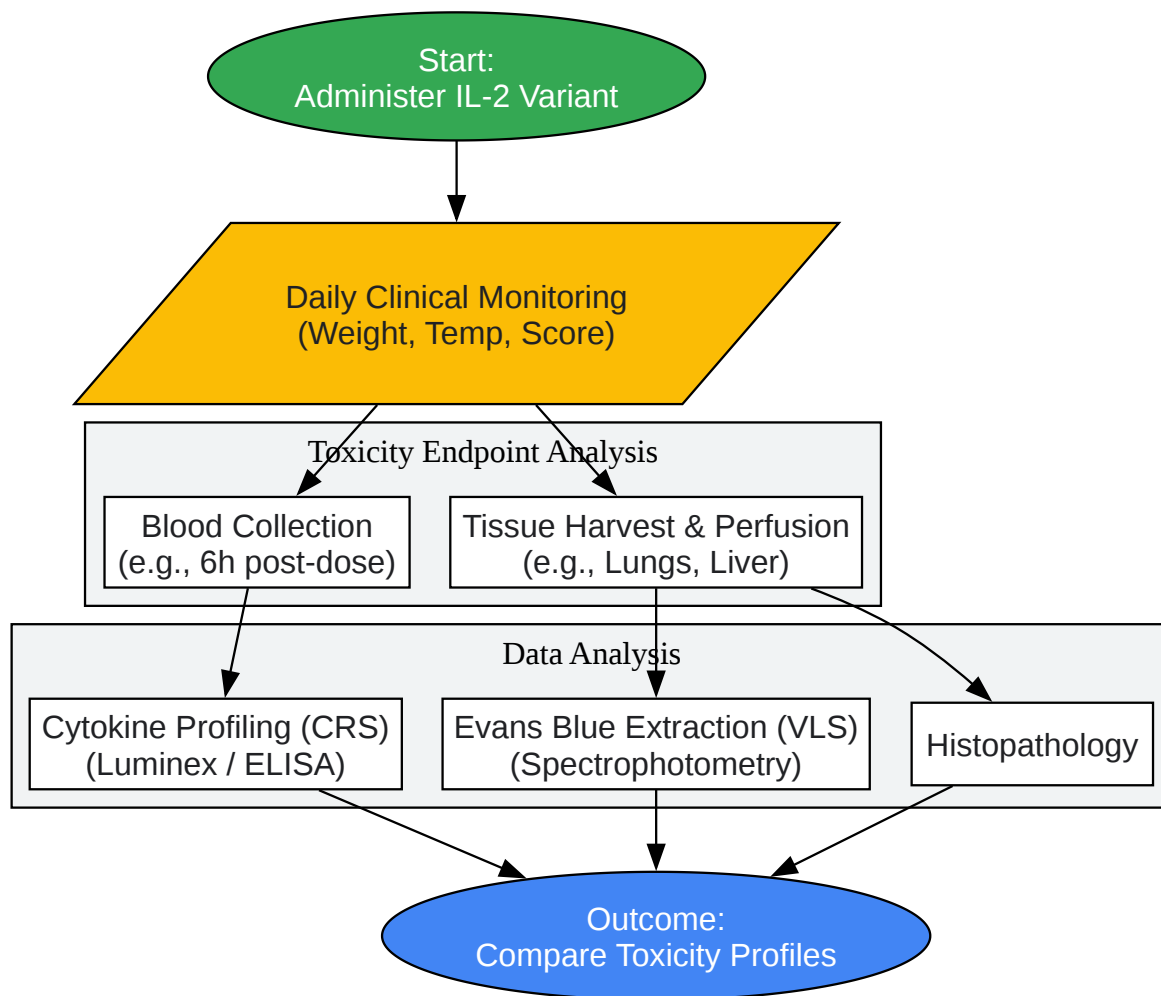 Start:
Administer IL-2 Variant
Daily Clinical Monitoring
(Weight, Temp, Score)
Toxicity Endpoint Analysis
Blood Collection
(e.g., 6h post-dose)
Tissue Harvest & Perfusion
(e.g., Lungs, Liver)
Data Analysis
Cytokine Profiling (CRS)
(Luminex / ELISA)
Evans Blue Extraction (VLS)
(Spectrophotometry)
Histopathology
Outcome:
Compare Toxicity Profiles